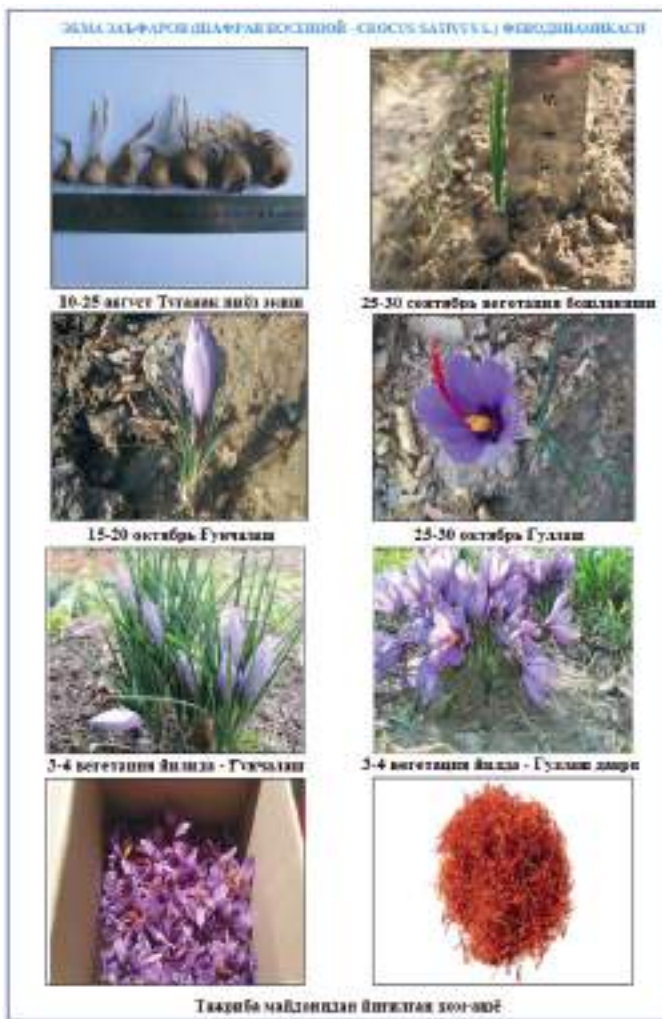 ЭКМА ЗАЪФАРОН (ШАФРАН ПОСЕВНОЙ - CROCUS SATIVUS L.) ФЕНОДИНАМИКАСИ
10-25 август Туганак пиёз экиш
25-30 сентябрь вегетация бошланиши
15-20 октябрь Ғунчалаш
25-30 октябрь Гуллаш
3-4 вегетация йилида - Ғунчалаш
3-4 вегетация йилда - Гуллаш даври
Тажриба майдонидан йиғилган хом-ашё